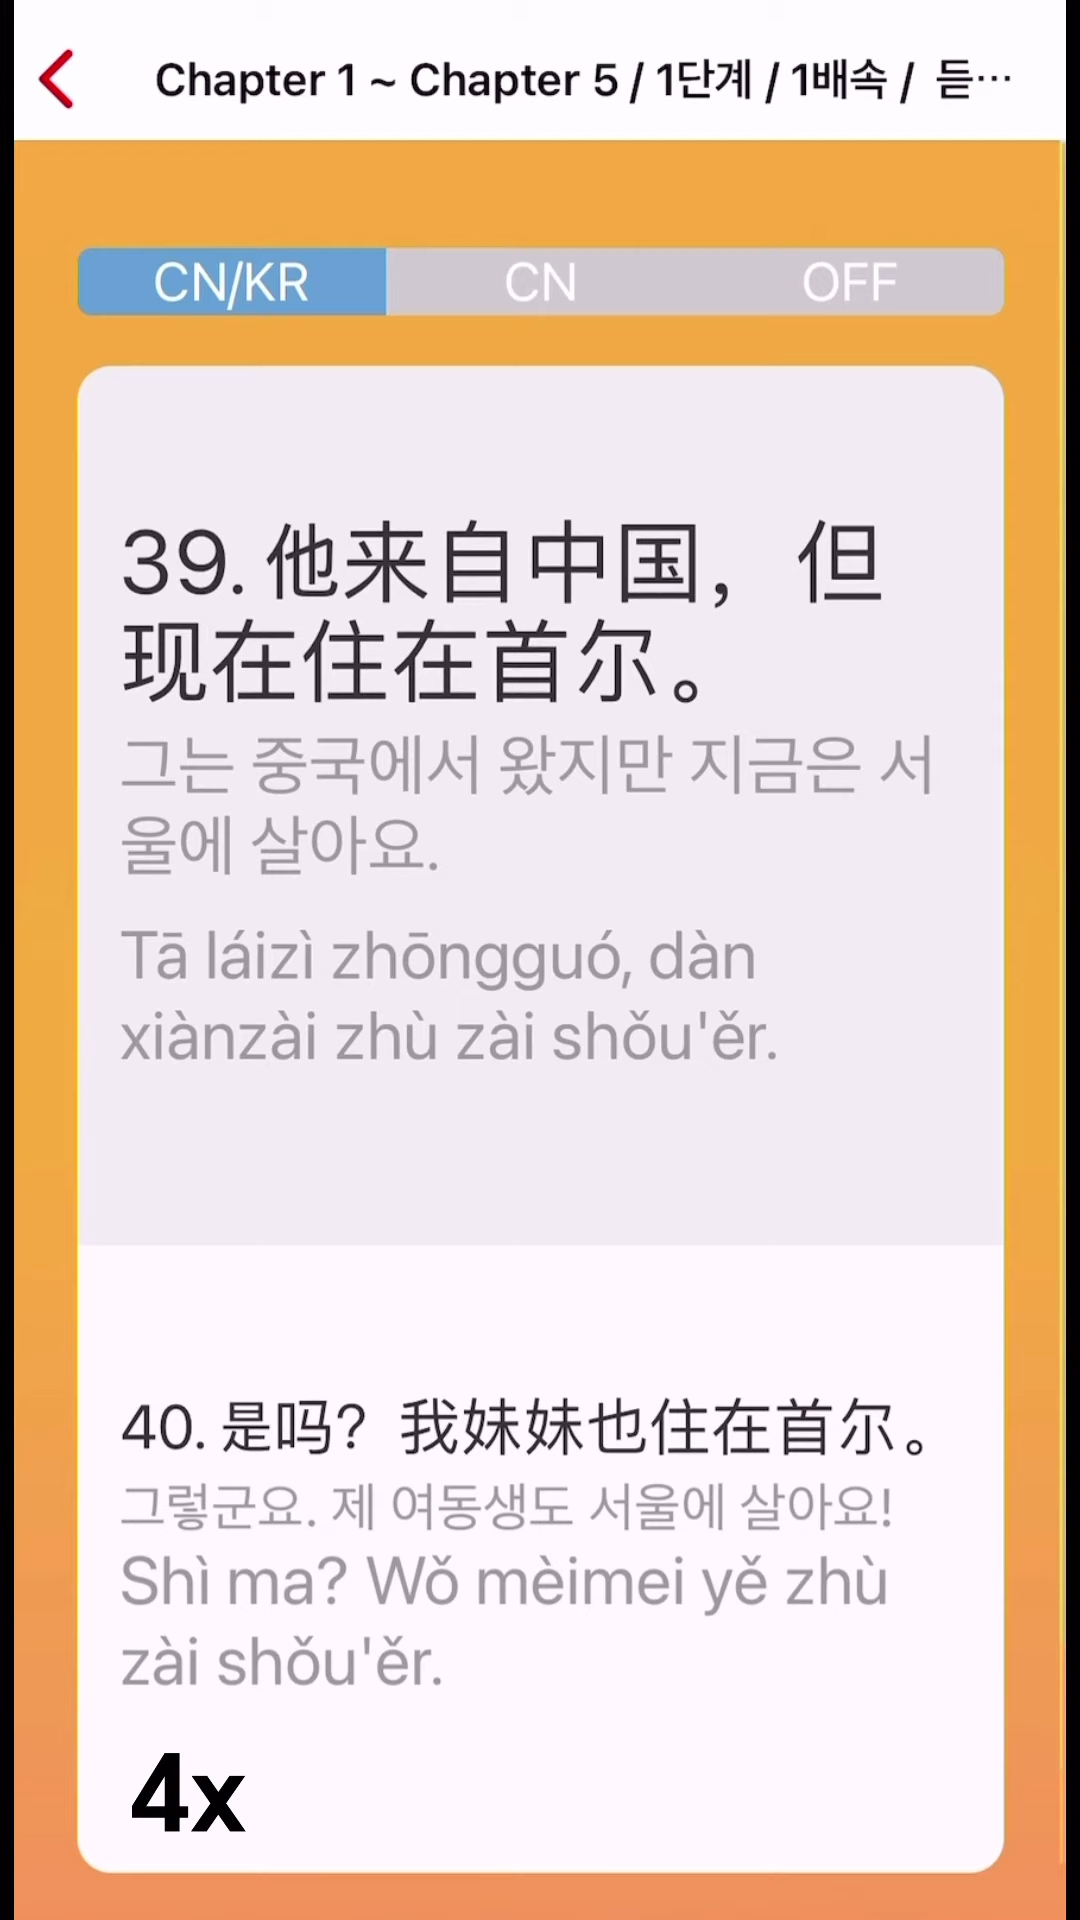 Chapter 1 ~ Chapter 5 / 1단계 / 1배속 / 듣…
CN/KR CN OFF
39. 他来自中国，但
现在住在首尔。
그는 중국에서 왔지만 지금은 서
울에 살아요.
Tā láizì zhōngguó, dàn
xiànzài zhù zài shǒu'ěr.
40. 是吗？我妹妹也住在首尔。
그렇군요. 제 여동생도 서울에 살아요!
Shì ma? Wǒ mèimei yě zhù
zài shǒu'ěr.
4x